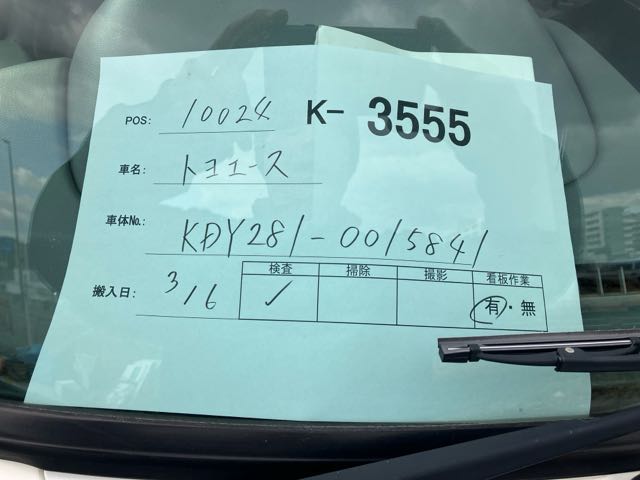 POS: 10024 K- 3555
車名: トヨエース
車体No.: KDY281-0015841
搬入日: 3/6
検査 掃除 撮影 看板作業
✓ 有・無